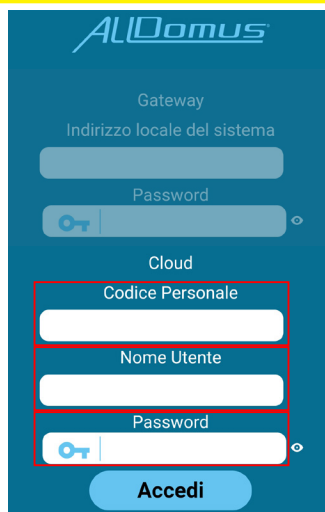 ALLDomus
Gateway
Indirizzo locale del sistema
Password
Cloud
Codice Personale
Nome Utente
Password
Accedi